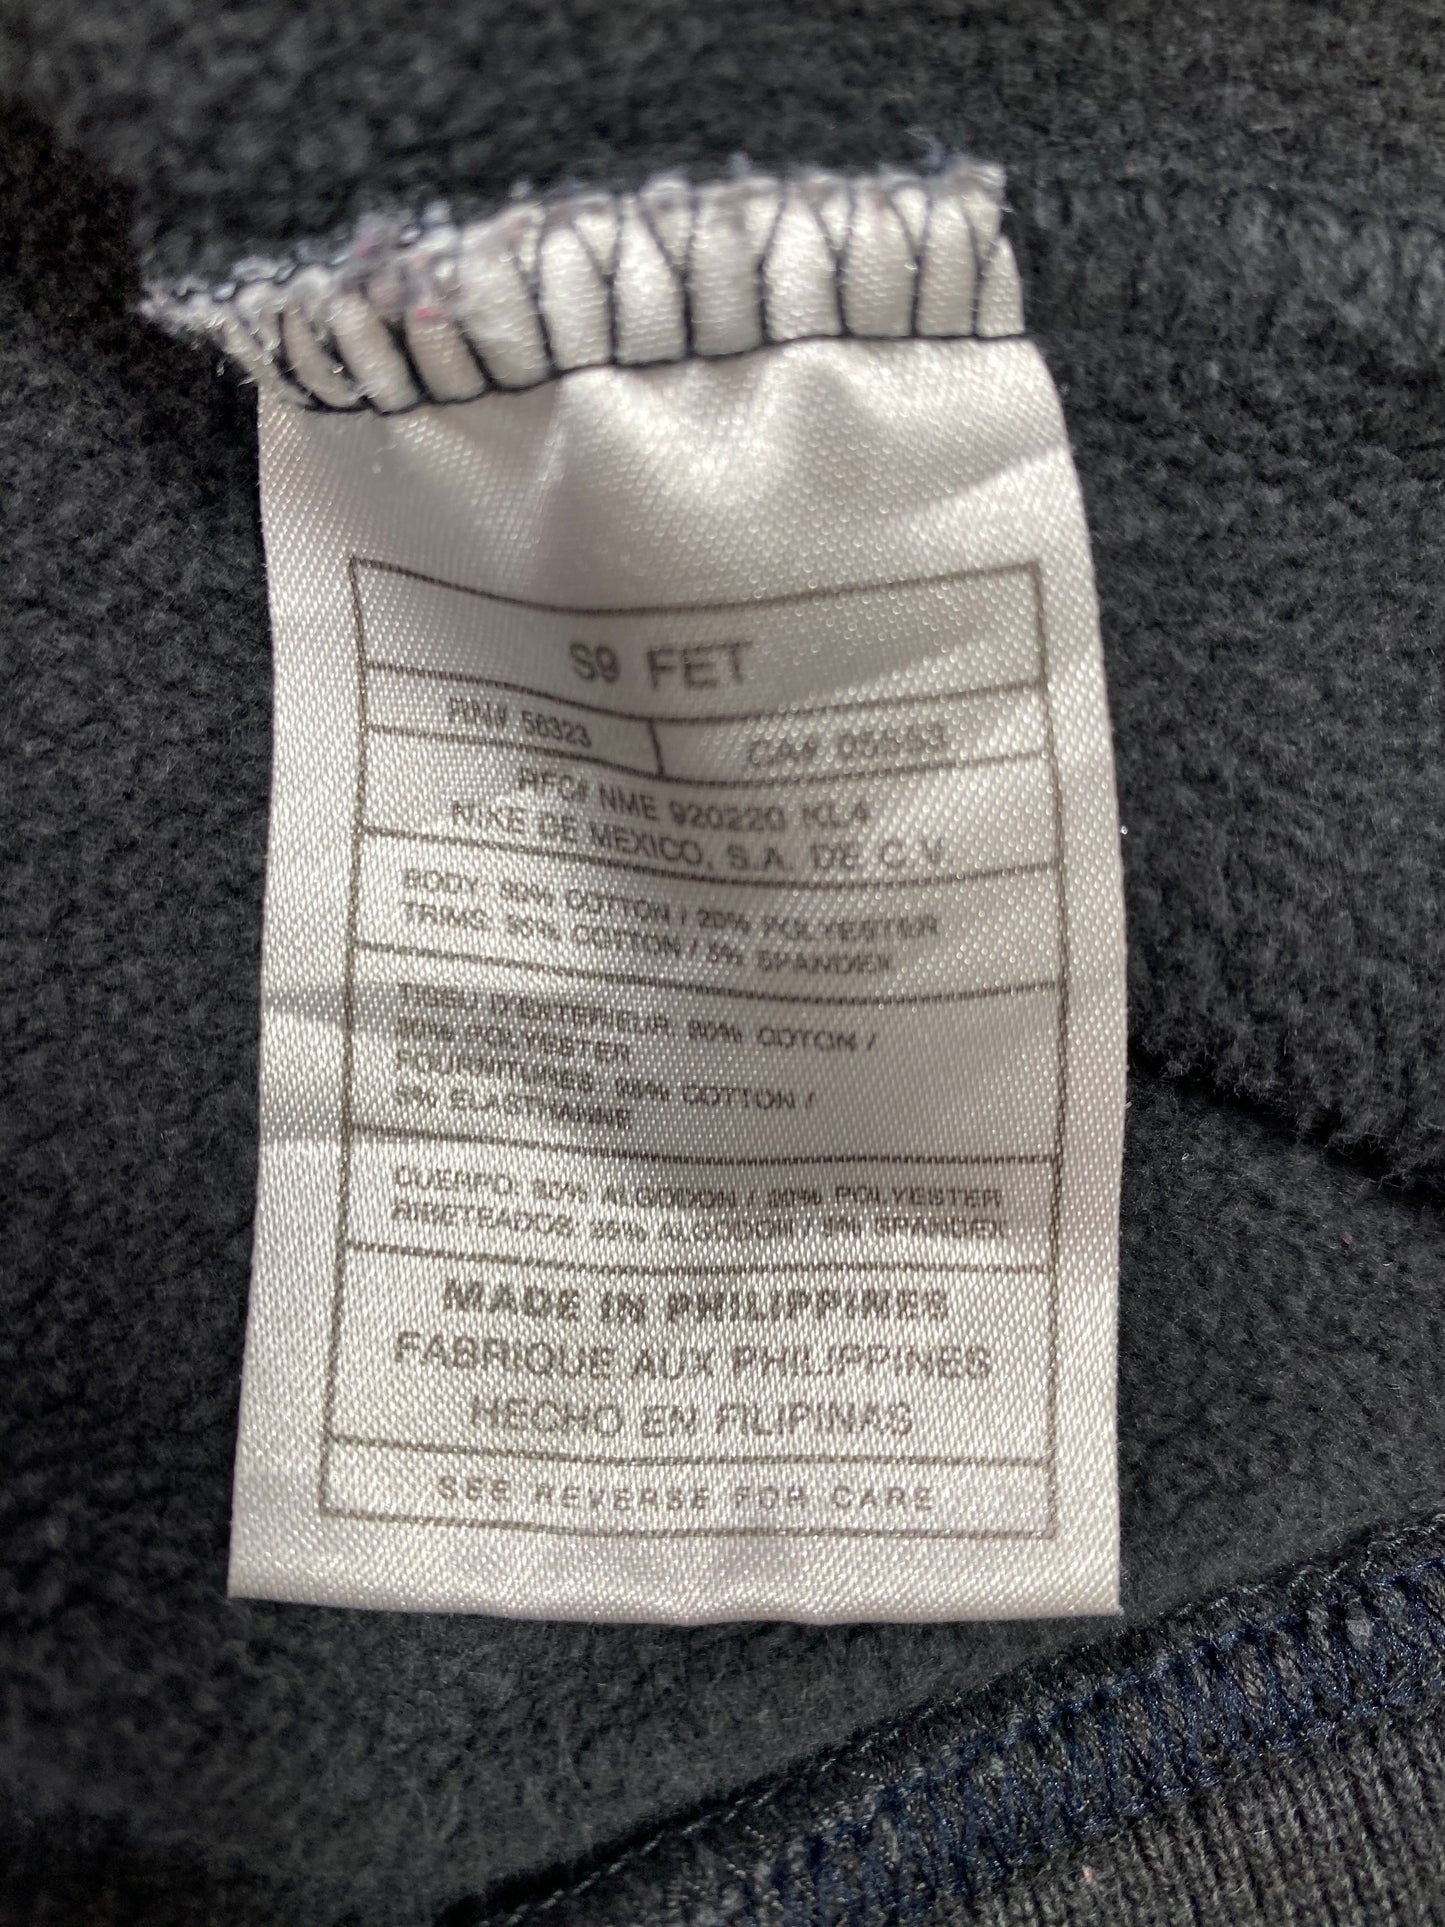 S9 FET
RN# 56323
CA# 05553
RFC# NME 920220 KL4
NIKE DE MEXICO, S.A. DE C.V.
BODY: 80% COTTON / 20% POLYESTER
TRIMS: 95% COTTON / 5% SPANDEX
TISSU D'EXTERIEUR: 80% COTON /
20% POLYESTER
FOURNITURES: 95% COTTON /
5% ELASTHANNE
CUERPO: 80% ALGODON / 20% POLYESTER
RIBETEADOS: 95% ALGODON / 5% SPANDEX
MADE IN PHILIPPINES
FABRIQUE AUX PHILIPPINES
HECHO EN FILIPINAS
SEE REVERSE FOR CARE